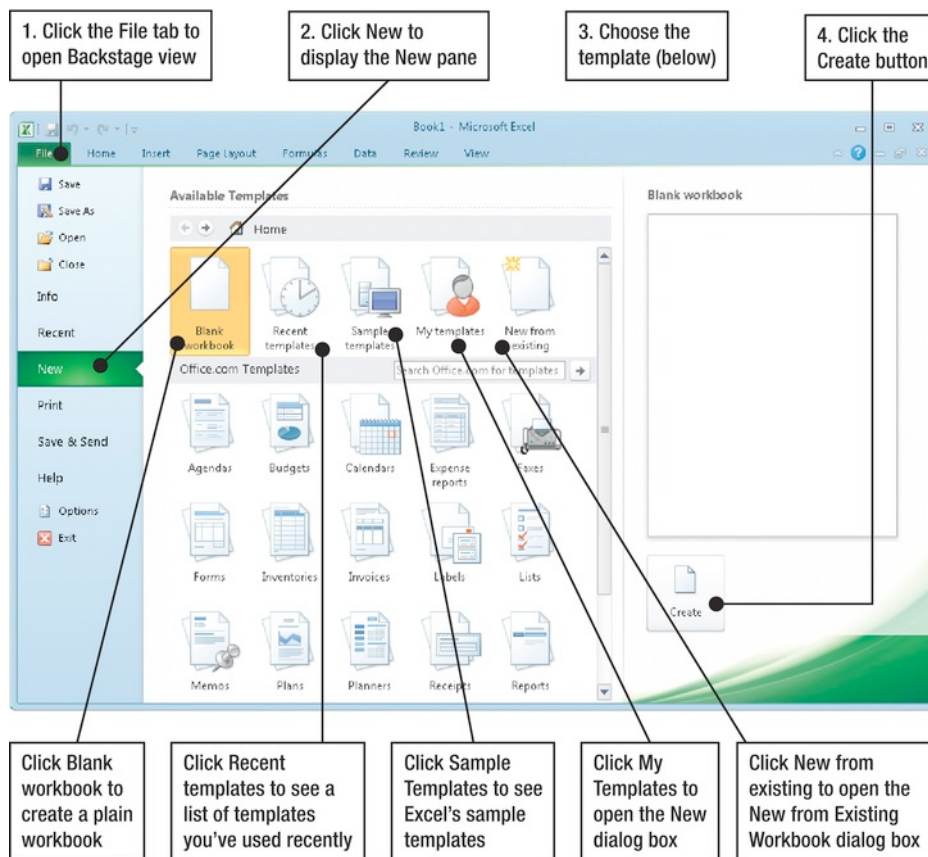 1. Click the File tab to
open Backstage view
2. Click New to
display the New pane
3. Choose the
template (below)
4. Click the
Create button
Book1 - Microsoft Excel
File
Home
Insert
Page Layout
Formulas
Data
Review
View
Save
Save As
Open
Close
Info
Recent
New
Print
Save & Send
Help
Options
Exit
Available Templates
Home
Blank
workbook
Recent
templates
Sample
templates
My templates
New from
existing
Office.com Templates
Search Office.com for templates
Agendas
Budgets
Calendars
Expense
reports
Faxes
Forms
Inventories
Invoices
Labels
Lists
Memos
Plans
Planners
Receipts
Reports
Blank workbook
Create
Click Blank
workbook to
create a plain
workbook
Click Recent
templates to see a
list of templates
you’ve used recently
Click Sample
Templates to see
Excel’s sample
templates
Click My
Templates to
open the New
dialog box
Click New from
existing to open the
New from Existing
Workbook dialog box